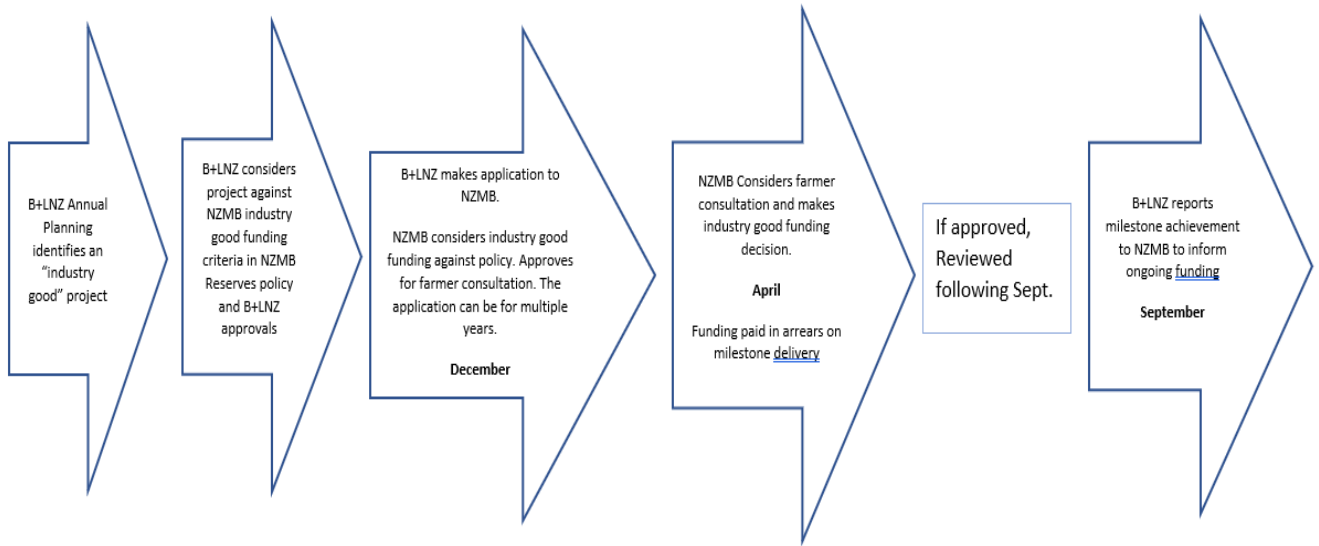 B+LNZ Annual
Planning
identifies an
“industry
good” project
B+LNZ considers
project against
NZMB industry
good funding
criteria in NZMB
Reserves policy
and B+LNZ
approvals
B+LNZ makes application to
NZMB.
NZMB considers industry good
funding against policy. Approves
for farmer consultation. The
application can be for multiple
years.
December
NZMB Considers farmer
consultation and makes
industry good funding
decision.
April
Funding paid in arrears on
milestone delivery
If approved,
Reviewed
following Sept.
B+LNZ reports
milestone achievement
to NZMB to inform
ongoing funding
September